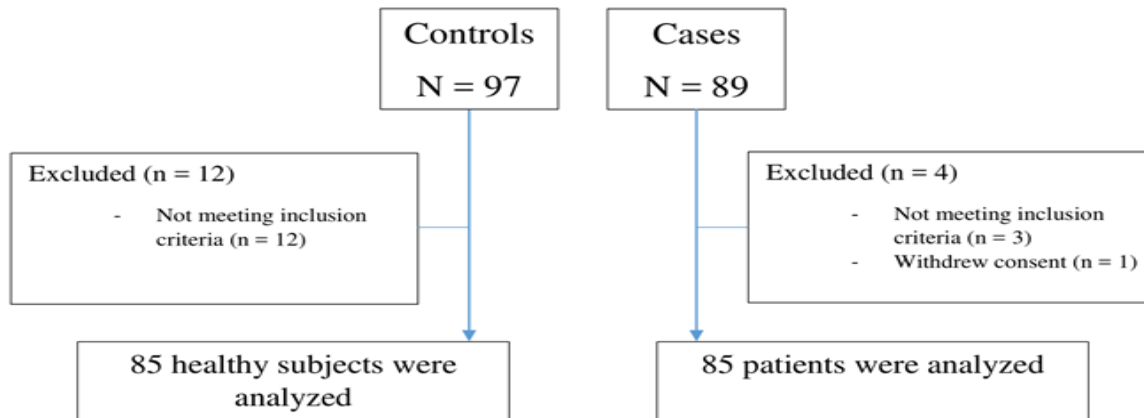 Controls
N = 97
Cases
N = 89
Excluded (n = 12)
- Not meeting inclusion
criteria (n = 12)
Excluded (n = 4)
- Not meeting inclusion
criteria (n = 3)
- Withdrew consent (n = 1)
85 healthy subjects were
analyzed
85 patients were analyzed